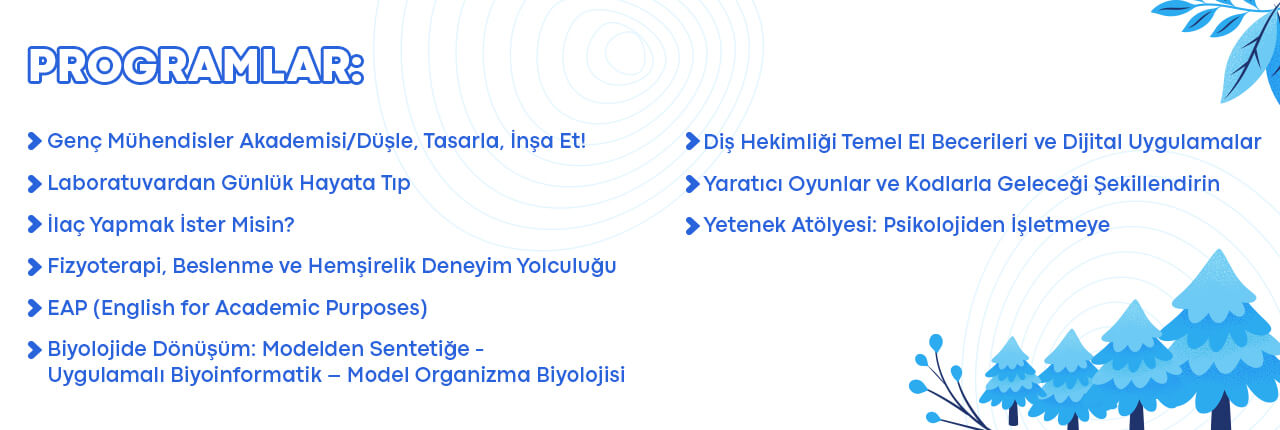 PROGRAMLAR:
Genç Mühendisler Akademisi/Düşle, Tasarla, İnşa Et!
Laboratuvardan Günlük Hayata Tıp
İlaç Yapmak İster Misin?
Fizyoterapi, Beslenme ve Hemşirelik Deneyim Yolculuğu
EAP (English for Academic Purposes)
Biyolojide Dönüşüm: Modelden Sentetiğe -
Uygulamalı Biyoinformatik – Model Organizma Biyolojisi
Diş Hekimliği Temel El Becerileri ve Dijital Uygulamalar
Yaratıcı Oyunlar ve Kodlarla Geleceği Şekillendirin
Yetenek Atölyesi: Psikolojiden İşletmeye